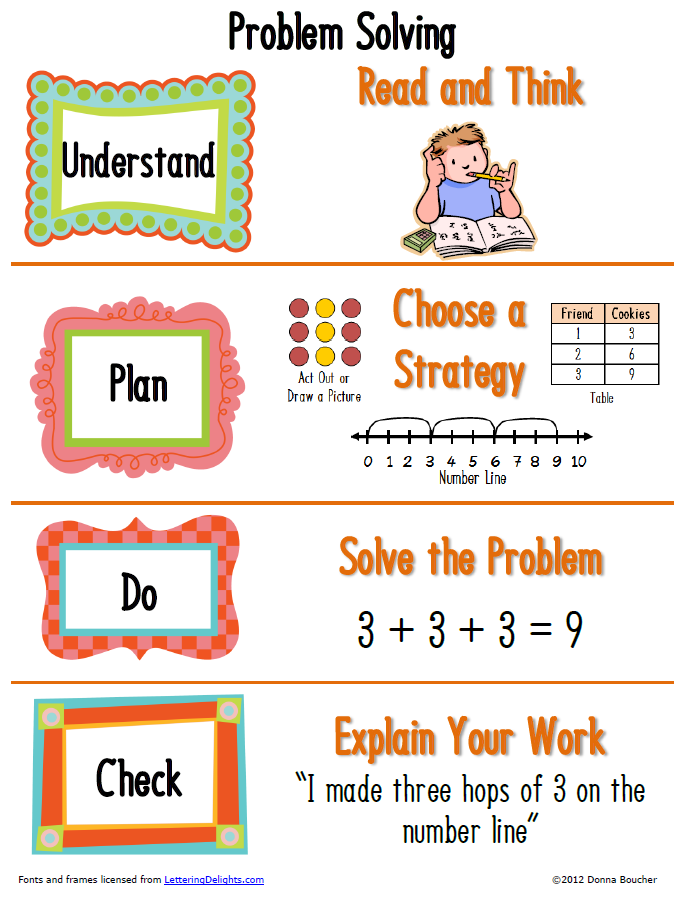 Problem Solving
Understand
Read and Think
Plan
Act Out or
Draw a Picture
Choose a
Strategy
Friend Cookies
1 3
2 6
3 9
Table
0 1 2 3 4 5 6 7 8 9 10
Number Line
Do
Solve the Problem
3 + 3 + 3 = 9
Check
Explain Your Work
"I made three hops of 3 on the
number line"
Fonts and frames licensed from LetteringDelights.com
©2012 Donna Boucher